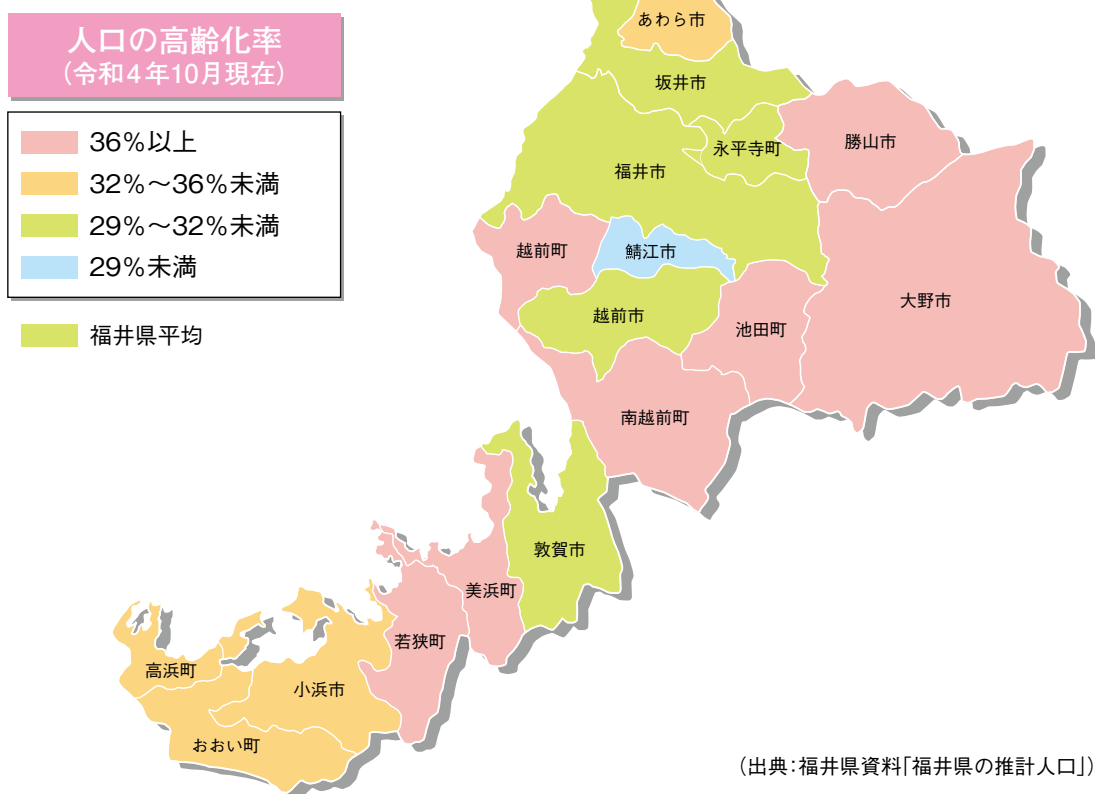 人口の高齢化率
(令和4年10月現在)
36%以上
32%～36%未満
29%～32%未満
29%未満
福井県平均
あわら市
坂井市
永平寺町
勝山市
福井市
越前町
鯖江市
大野市
越前市
池田町
南越前町
敦賀市
美浜町
若狭町
高浜町
小浜市
おおい町
(出典:福井県資料「福井県の推計人口」)